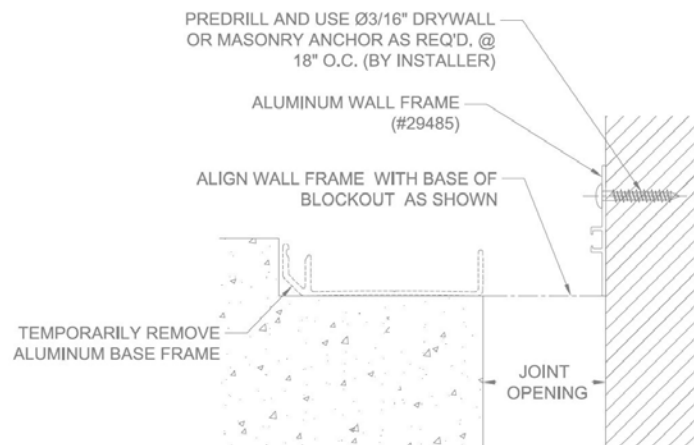 PREDRILL AND USE Ø3/16" DRYWALL
OR MASONRY ANCHOR AS REQ'D. @
18" O.C. (BY INSTALLER)
ALUMINUM WALL FRAME
(#29485)
ALIGN WALL FRAME WITH BASE OF
BLOCKOUT AS SHOWN
TEMPORARILY REMOVE
ALUMINUM BASE FRAME
JOINT
OPENING